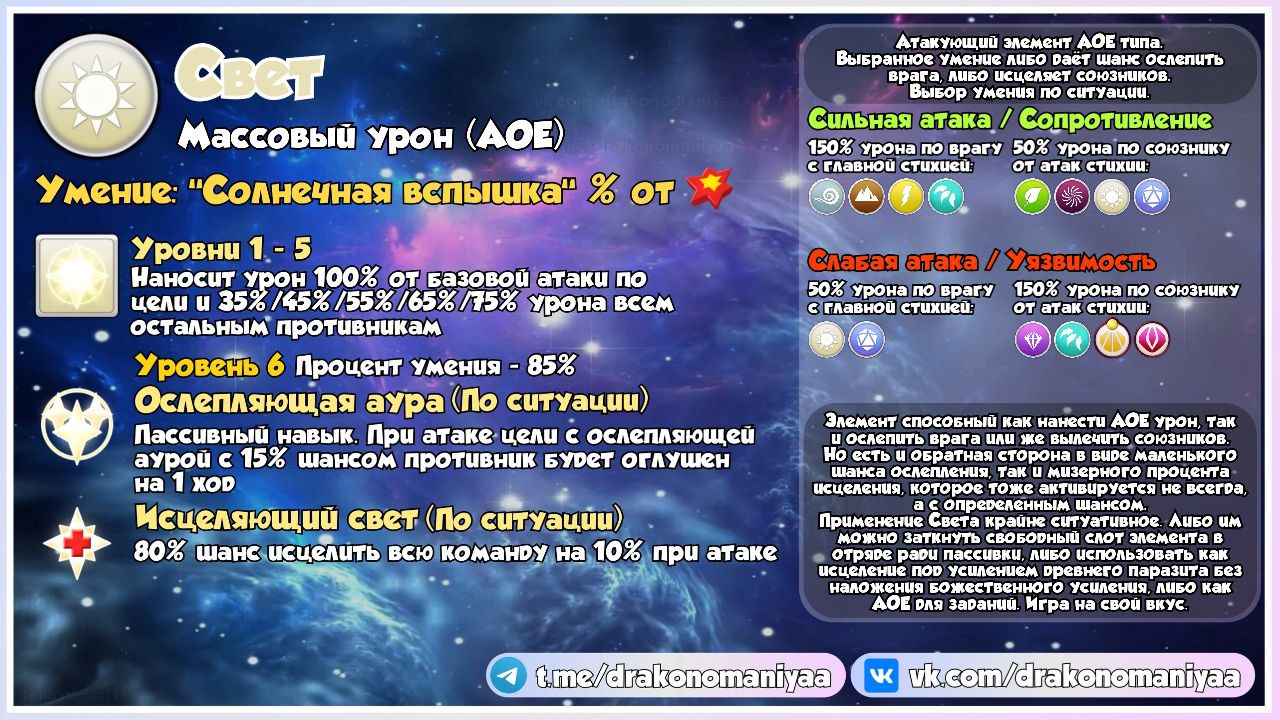 Свет
Массовый урон (АОЕ)
Умение: "Солнечная вспышка" % от
Уровни 1 - 5
Наносит урон 100% от базовой атаки по
цели и 35%/45%/55%/65%/75% урона всем
остальным противникам
Уровень 6 Процент умения - 85%
Ослепляющая аура (По ситуации)
Пассивный навык. При атаке цели с ослепляющей
аурой с 15% шансом противник будет оглушен
на 1 ход
Исцеляющий свет (По ситуации)
80% шанс исцелить всю команду на 10% при атаке
Атакующий элемент АОЕ типа.
Выбранное умение либо даёт шанс ослепить
врага, либо исцеляет союзников.
Выбор умения по ситуации.
Сильная атака / Сопротивление
150% урона по врагу
с главной стихией:
50% урона по союзнику
от атак стихии:
Слабая атака / Уязвимость
50% урона по врагу
с главной стихией:
150% урона по союзнику
от атак стихии:
Элемент способный как нанести АОЕ урон, так
и ослепить врага или же вылечить союзников.
Но есть и обратная сторона в виде маленького
шанса ослепления, так и мизерного процента
исцеления, которое тоже активируется не всегда,
а с определенным шансом.
Применение Света крайне ситуативное. Либо им
можно заткнуть свободный слот элемента в
отряде ради пассивки, либо использовать как
исцеление под усилением древнего паразита без
наложения божественного усиления, либо как
АОЕ для заданий. Игра на свой вкус.
t.me/drakonomaniyaa
vk.com/drakonomaniyaa